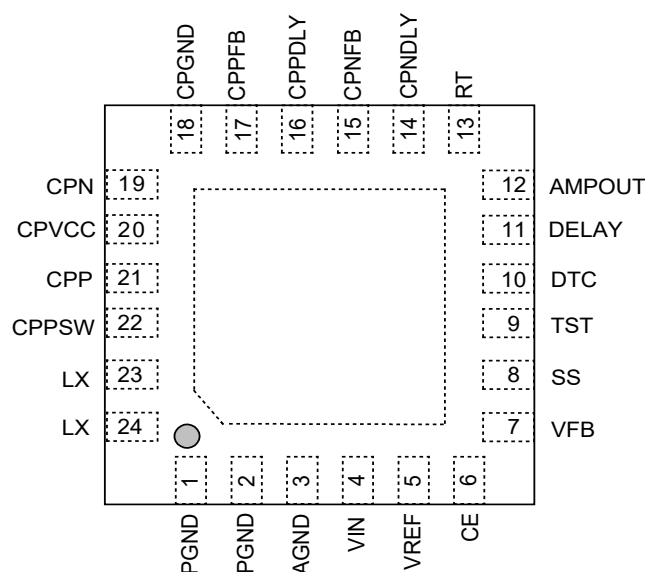 CPGND
CPPFB
CPPDLY
CPNFB
CPNDLY
RT
18
17
16
15
14
13
CPN 19
12 AMPOUT
CPVCC 20
11 DELAY
CPP 21
10 DTC
CPPSW 22
9 TST
LX 23
8 SS
LX 24
7 VFB
1
2
3
4
5
6
PGND
PGND
AGND
VIN
VREF
CE